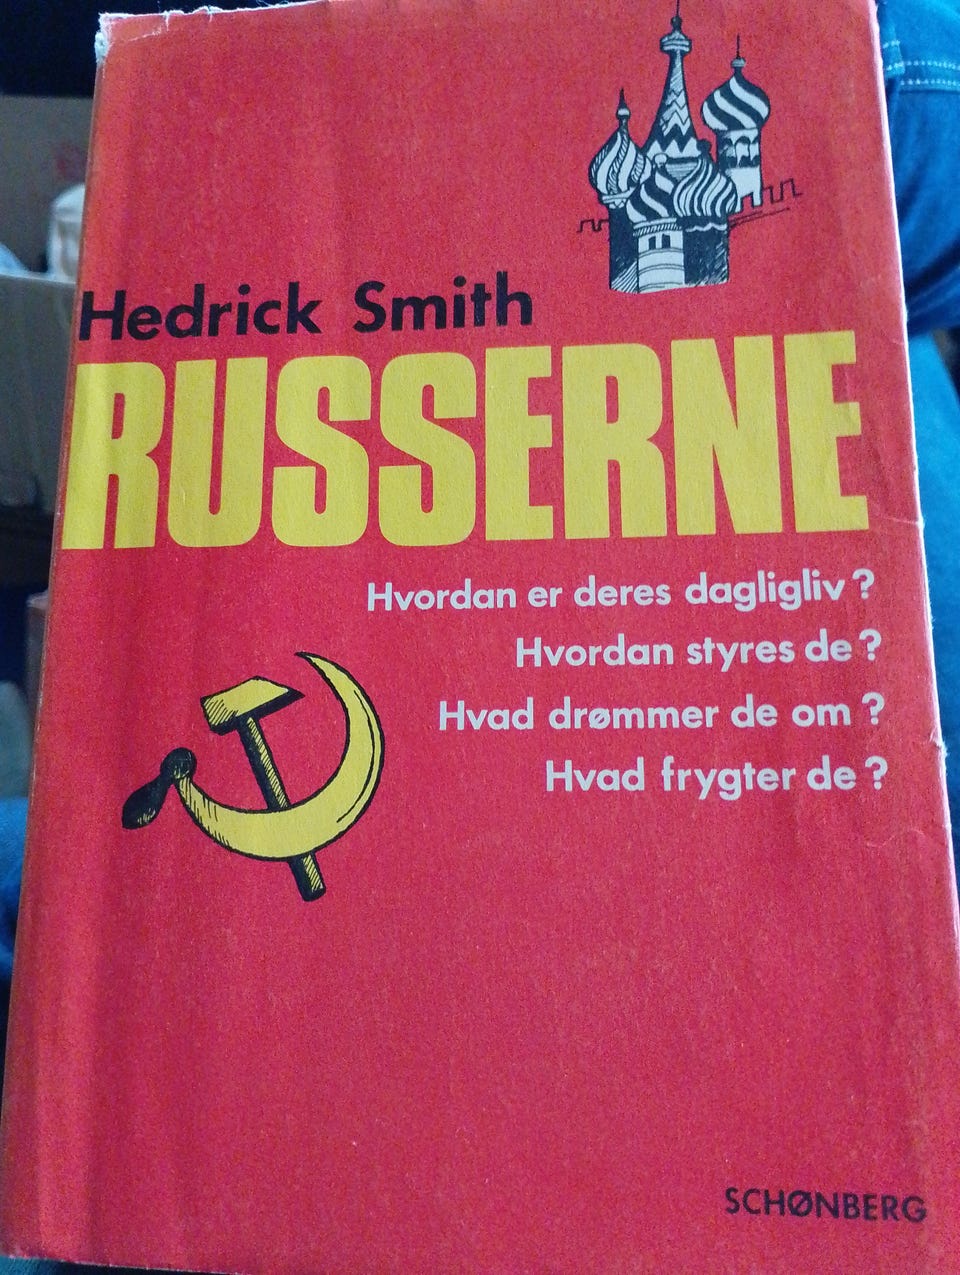 Hedrick Smith
RUSSERNE
Hvordan er deres dagligliv?
Hvordan styres de?
Hvad drømmer de om?
Hvad frygter de?
SCHØNBERG